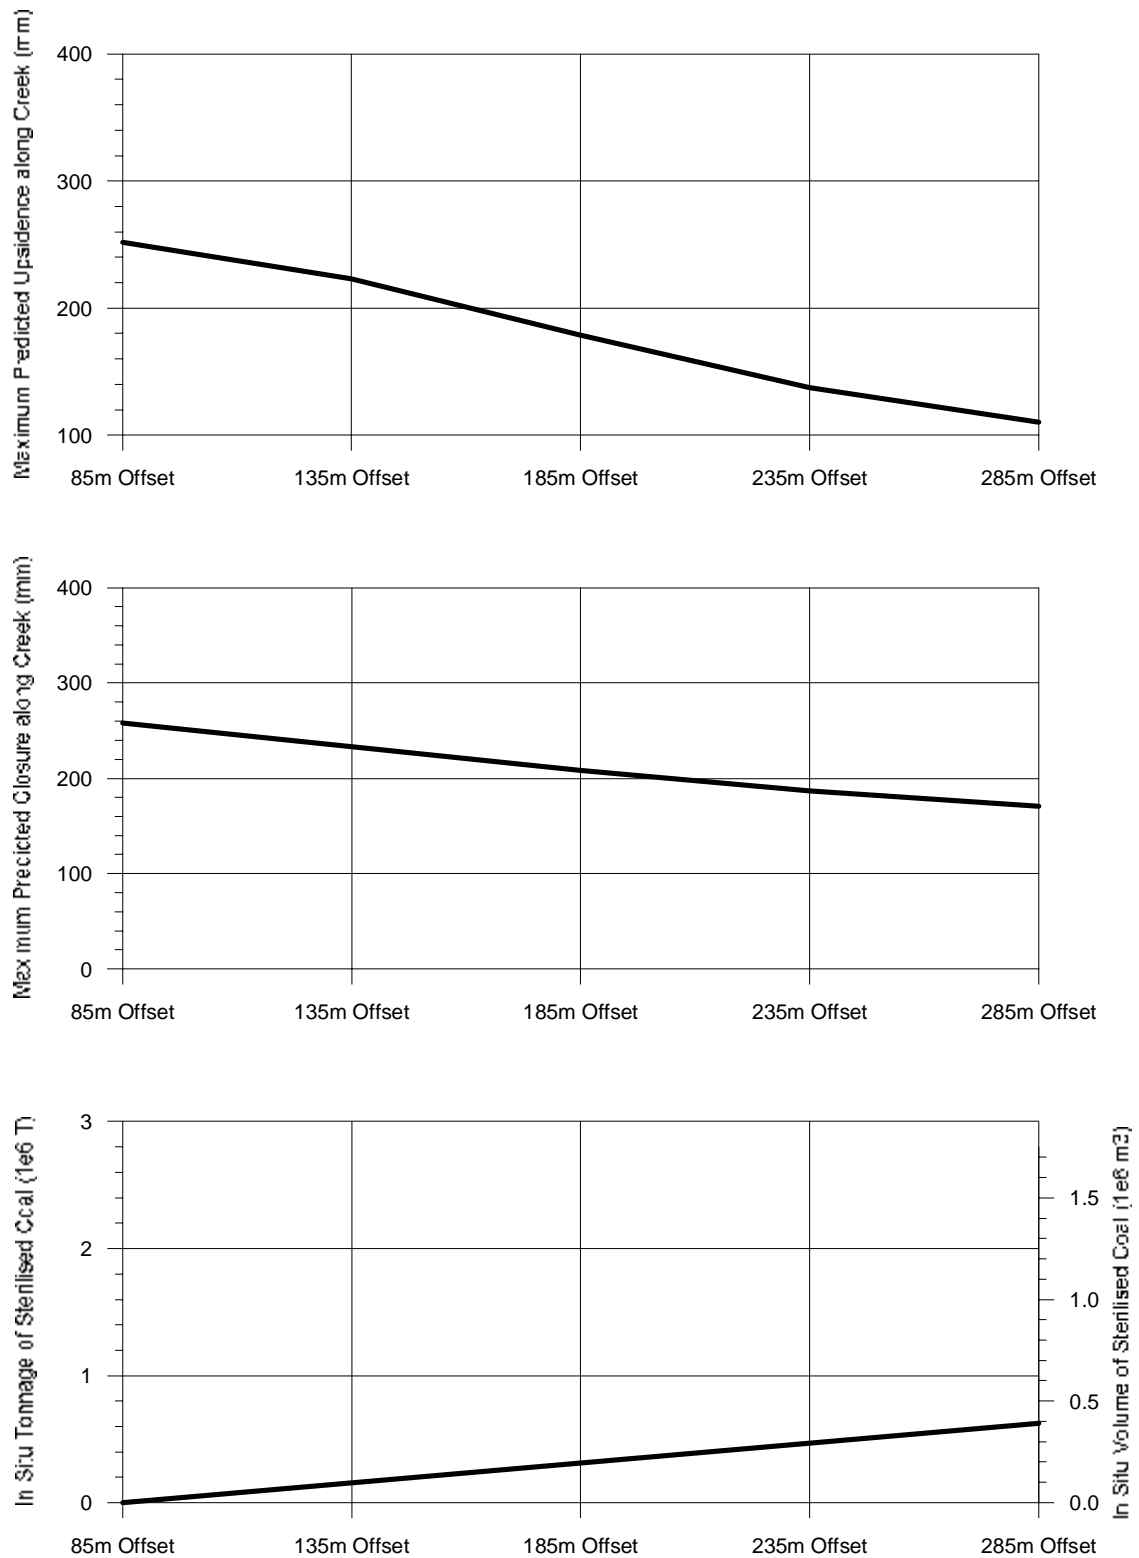 Maximum Predicted Upsidence along Creek (mm)
400
300
200
100
85m Offset 135m Offset 185m Offset 235m Offset 285m Offset
Maximum Predicted Closure along Creek (mm)
400
300
200
100
0
85m Offset 135m Offset 185m Offset 235m Offset 285m Offset
In Situ Tonnage of Sterilised Coal (1e6 T)
3
2
1
0
1.5
1.0
0.5
0.0
In Situ Volume of Sterilised Coal (1e6 m3)
85m Offset 135m Offset 185m Offset 235m Offset 285m Offset